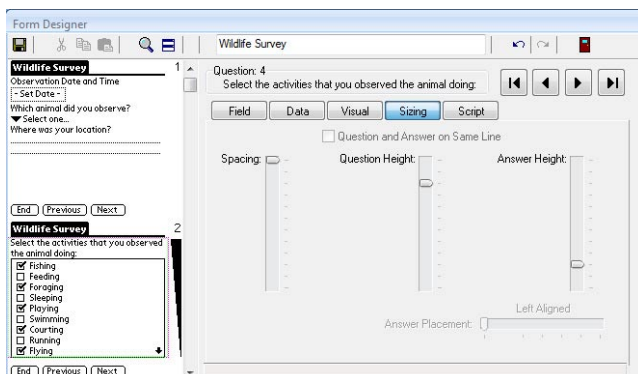 Form Designer
Wildlife Survey
Wildlife Survey 1
Observation Date and Time
- Set Date -
Which animal did you observe?
Select one...
Where was your location?
End Previous Next
Wildlife Survey 2
Select the activities that you observed
the animal doing:
Fishing
Feeding
Foraging
Sleeping
Playing
Swimming
Courting
Running
Flying
End Previous Next
Question: 4
Select the activities that you observed the animal doing:
Field Data Visual Sizing Script
Question and Answer on Same Line
Spacing: Question Height: Answer Height:
Left Aligned
Answer Placement: